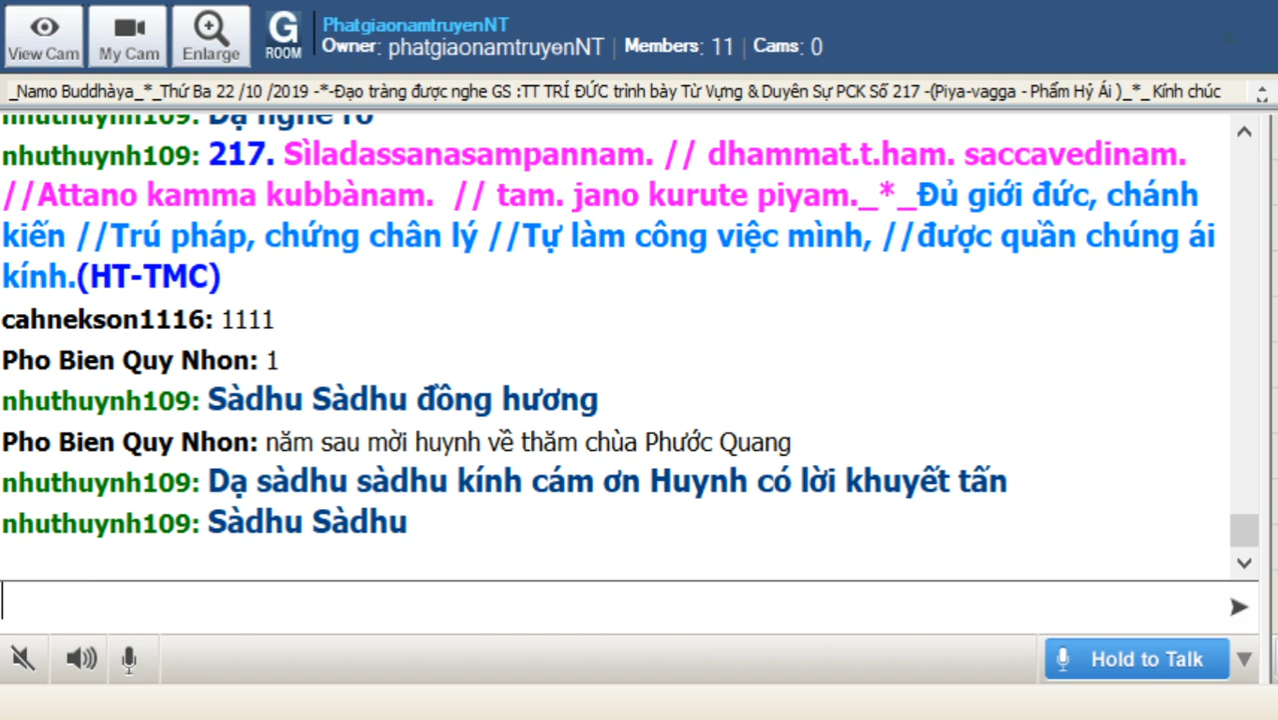 View Cam
My Cam
Enlarge
G
ROOM
PhatgiaonamtruyenNT
Owner: phatgiaonamtruyenNT | Members: 11 | Cams: 0
_Namo Buddhàya_*_Thứ Ba 22 /10 /2019 -*-Đạo tràng được nghe GS :TT TRÍ ĐỨC trình bày Từ Vựng & Duyên Sự PCK Số 217 -(Piya-vagga - Phẩm Hỷ Ái )_*_ Kính chúc
nhuthuynh109: Dạ nghe rõ
nhuthuynh109: 217. Sìladassanasampannam. // dhammat.t.ham. saccavedinam.
//Attano kamma kubbànam. // tam. jano kurute piyam._*_Đủ giới đức, chánh
kiến //Trú pháp, chứng chân lý //Tự làm công việc mình, //được quần chúng ái
kính.(HT-TMC)
cahnekson1116: 1111
Pho Bien Quy Nhon: 1
nhuthuynh109: Sàdhu Sàdhu đồng hương
Pho Bien Quy Nhon: năm sau mời huynh về thăm chùa Phước Quang
nhuthuynh109: Dạ sàdhu sàdhu kính cám ơn Huynh có lời khuyết tấn
nhuthuynh109: Sàdhu Sàdhu
Hold to Talk